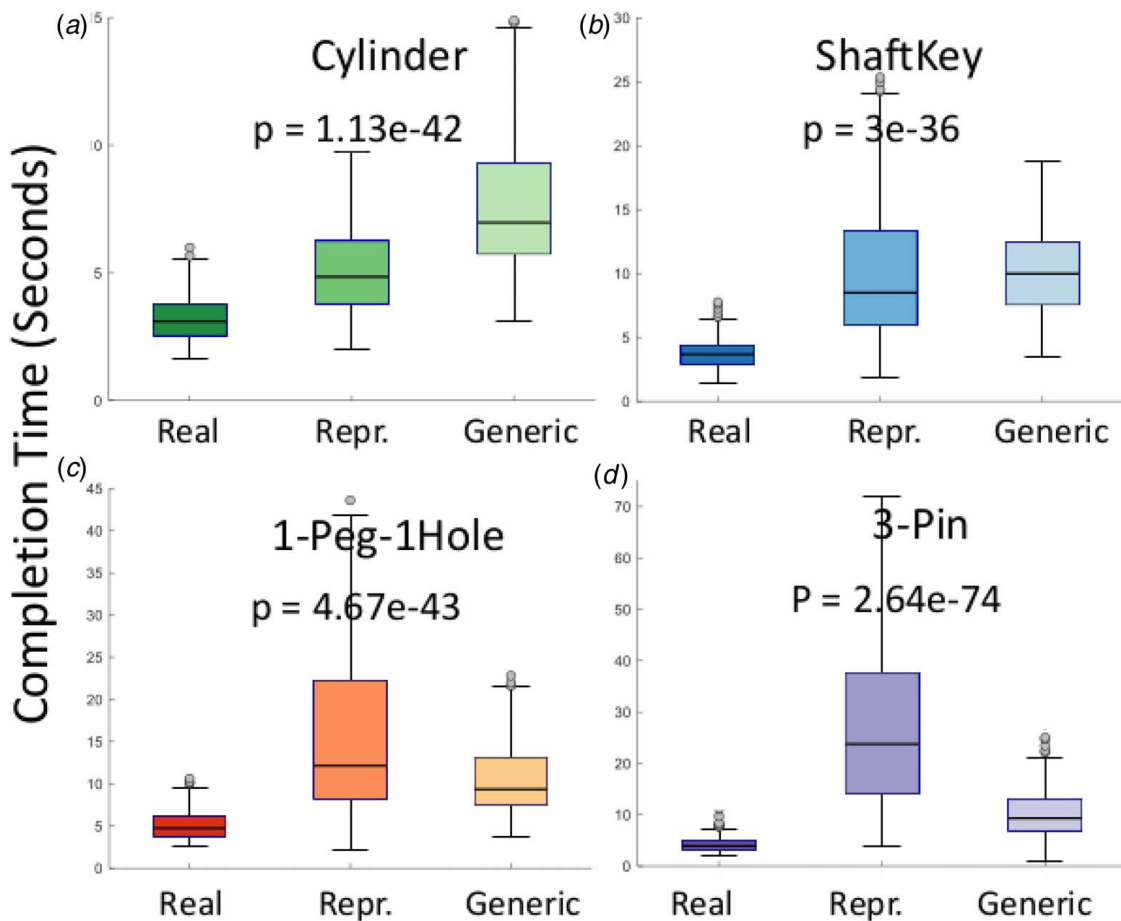 Completion Time (Seconds)
(a)
Cylinder
p = 1.13e-42
5
0
5
0
Real Repr. Generic
(b)
ShaftKey
p = 3e-36
30
25
20
15
10
5
0
Real Repr. Generic
(c)
1-Peg-1Hole
p = 4.67e-43
45
40
35
30
25
20
15
10
5
0
Real Repr. Generic
(d)
3-Pin
P = 2.64e-74
70
60
50
40
30
20
10
0
Real Repr. Generic